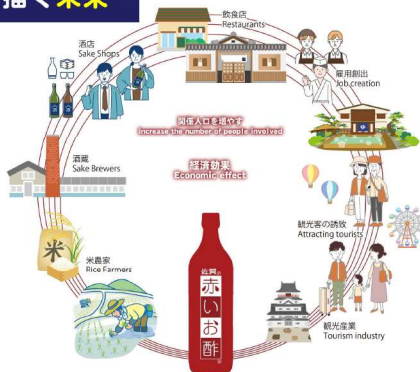 描く未来
飲食店
Restaurants
酒店
Sake Shops
雇用創出
Job creation
関係人口を増やす
Increase the number of people involved
経済効果
Economic effect
酒蔵
Sake Brewers
観光客の誘致
Attracting tourists
米
米農家
Rice Farmers
佐賀の
赤いお酢
観光産業
Tourism industry